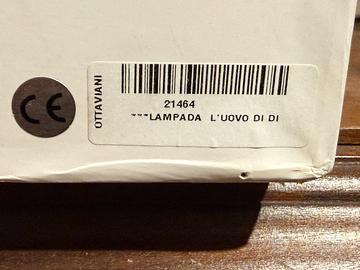 CE
OTTAVIANI
21464
***LAMPADA L'UOVO DI DI